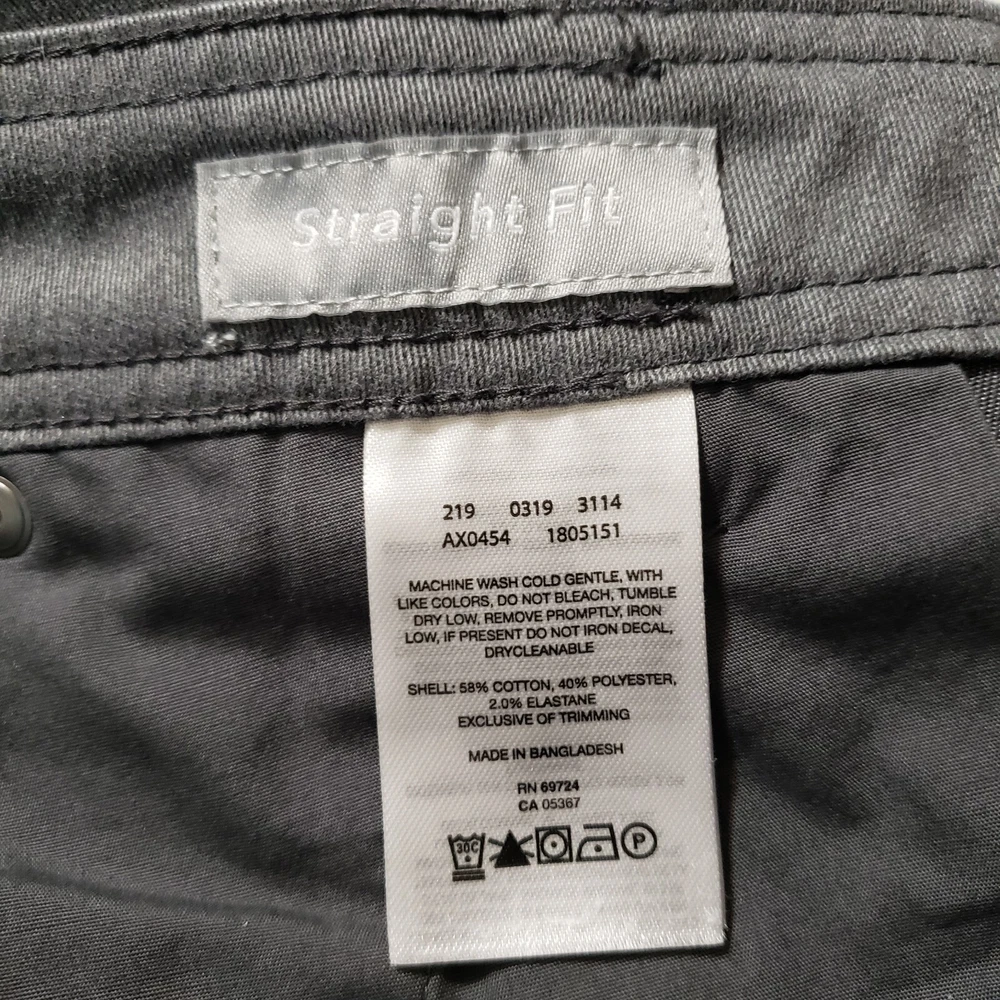 Straight Fit
219 0319 3114
AX0454 1805151
MACHINE WASH COLD GENTLE, WITH
LIKE COLORS, DO NOT BLEACH, TUMBLE
DRY LOW, REMOVE PROMPTLY, IRON
LOW, IF PRESENT DO NOT IRON DECAL,
DRYCLEANABLE
SHELL: 58% COTTON, 40% POLYESTER,
2.0% ELASTANE
EXCLUSIVE OF TRIMMING
MADE IN BANGLADESH
RN 69724
CA 05367
30C
P